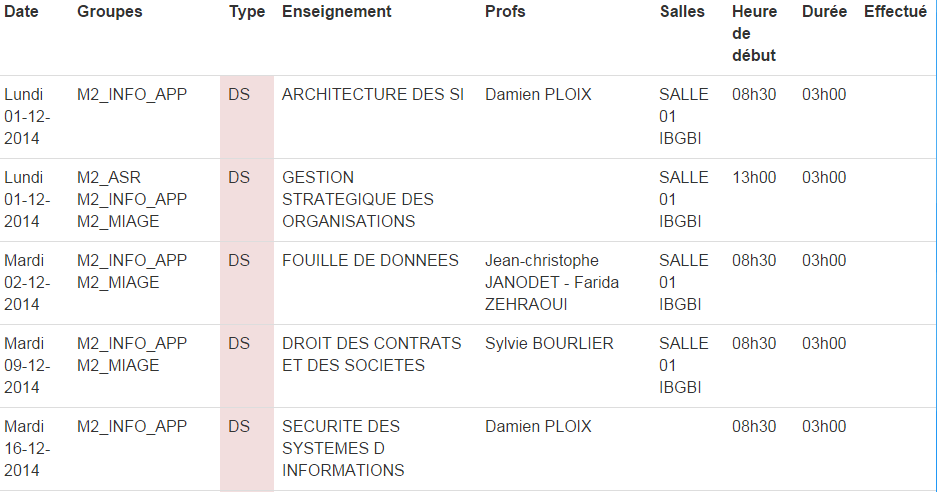 Date Groupes Type Enseignement Profs Salles Heure de début Durée Effectué
Lundi 01-12-2014 M2_INFO_APP DS ARCHITECTURE DES SI Damien PLOIX SALLE 01 IBGBI 08h30 03h00
Lundi 01-12-2014 M2_ASR M2_INFO_APP M2_MIAGE DS GESTION STRATEGIQUE DES ORGANISATIONS SALLE 01 IBGBI 13h00 03h00
Mardi 02-12-2014 M2_INFO_APP M2_MIAGE DS FOUILLE DE DONNEES Jean-christophe JANODET - Farida ZEHRAOUI SALLE 01 IBGBI 08h30 03h00
Mardi 09-12-2014 M2_INFO_APP M2_MIAGE DS DROIT DES CONTRATS ET DES SOCIETES Sylvie BOURLIER SALLE 01 IBGBI 08h30 03h00
Mardi 16-12-2014 M2_INFO_APP DS SECURITE DES SYSTEMES D INFORMATIONS Damien PLOIX 08h30 03h00